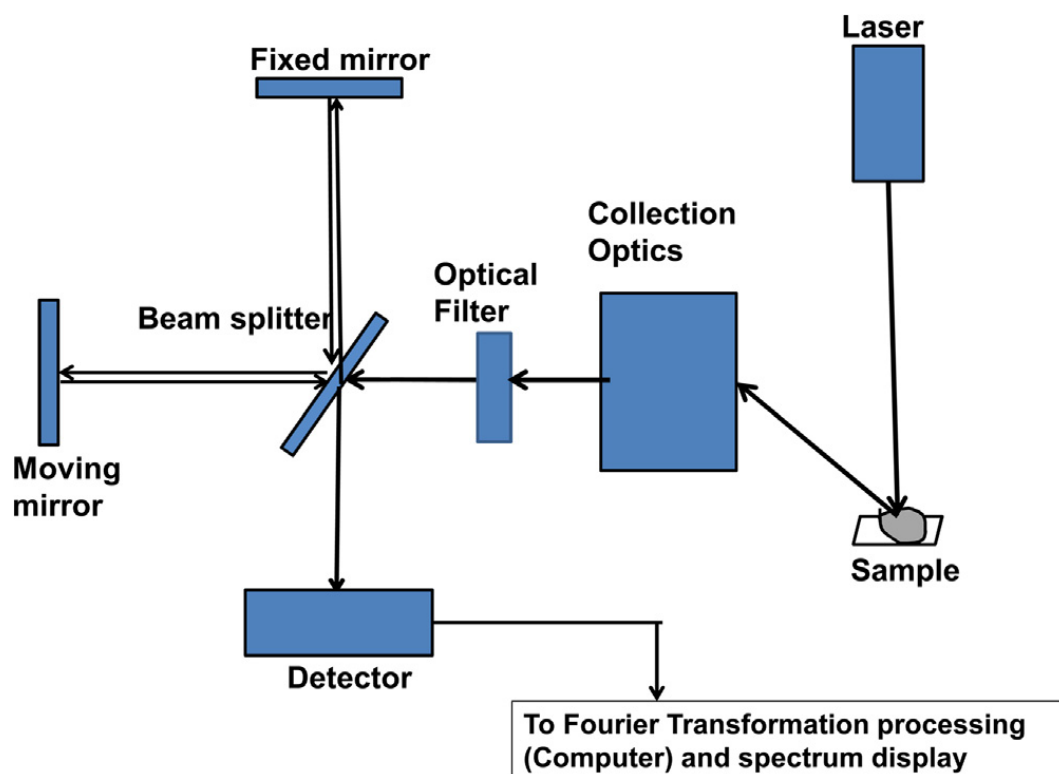 Laser
Fixed mirror
Collection
Optics
Optical
Filter
Beam splitter
Moving
mirror
Sample
Detector
To Fourier Transformation processing
(Computer) and spectrum display